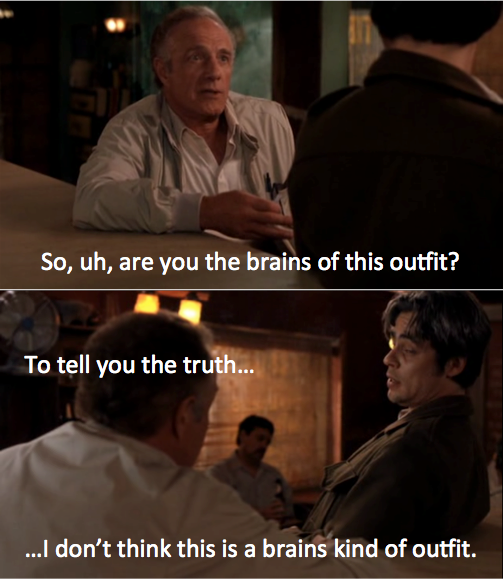 So, uh, are you the brains of this outfit?
To tell you the truth…
…I don’t think this is a brains kind of outfit.